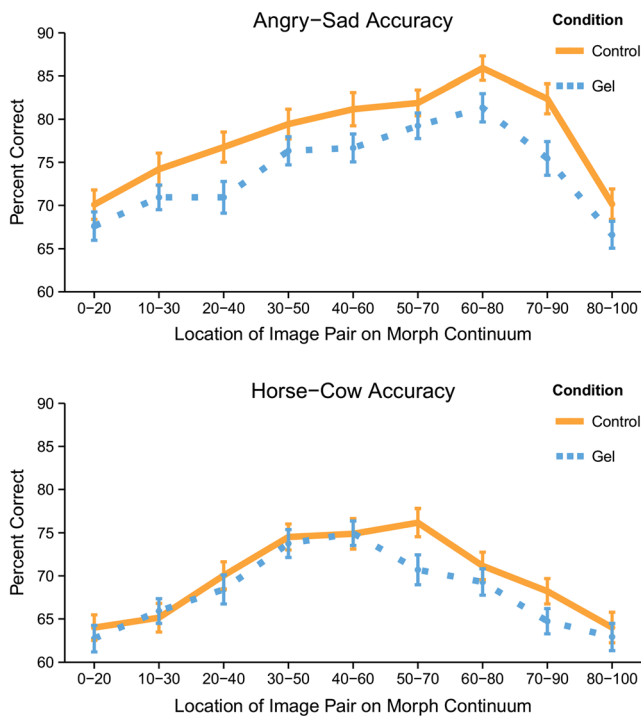 Angry−Sad Accuracy
Condition
Control
Gel
Percent Correct
90
85
80
75
70
65
60
0−20 10−30 20−40 30−50 40−60 50−70 60−80 70−90 80−100
Location of Image Pair on Morph Continuum
Horse−Cow Accuracy
Condition
Control
Gel
Percent Correct
90
85
80
75
70
65
60
0−20 10−30 20−40 30−50 40−60 50−70 60−80 70−90 80−100
Location of Image Pair on Morph Continuum